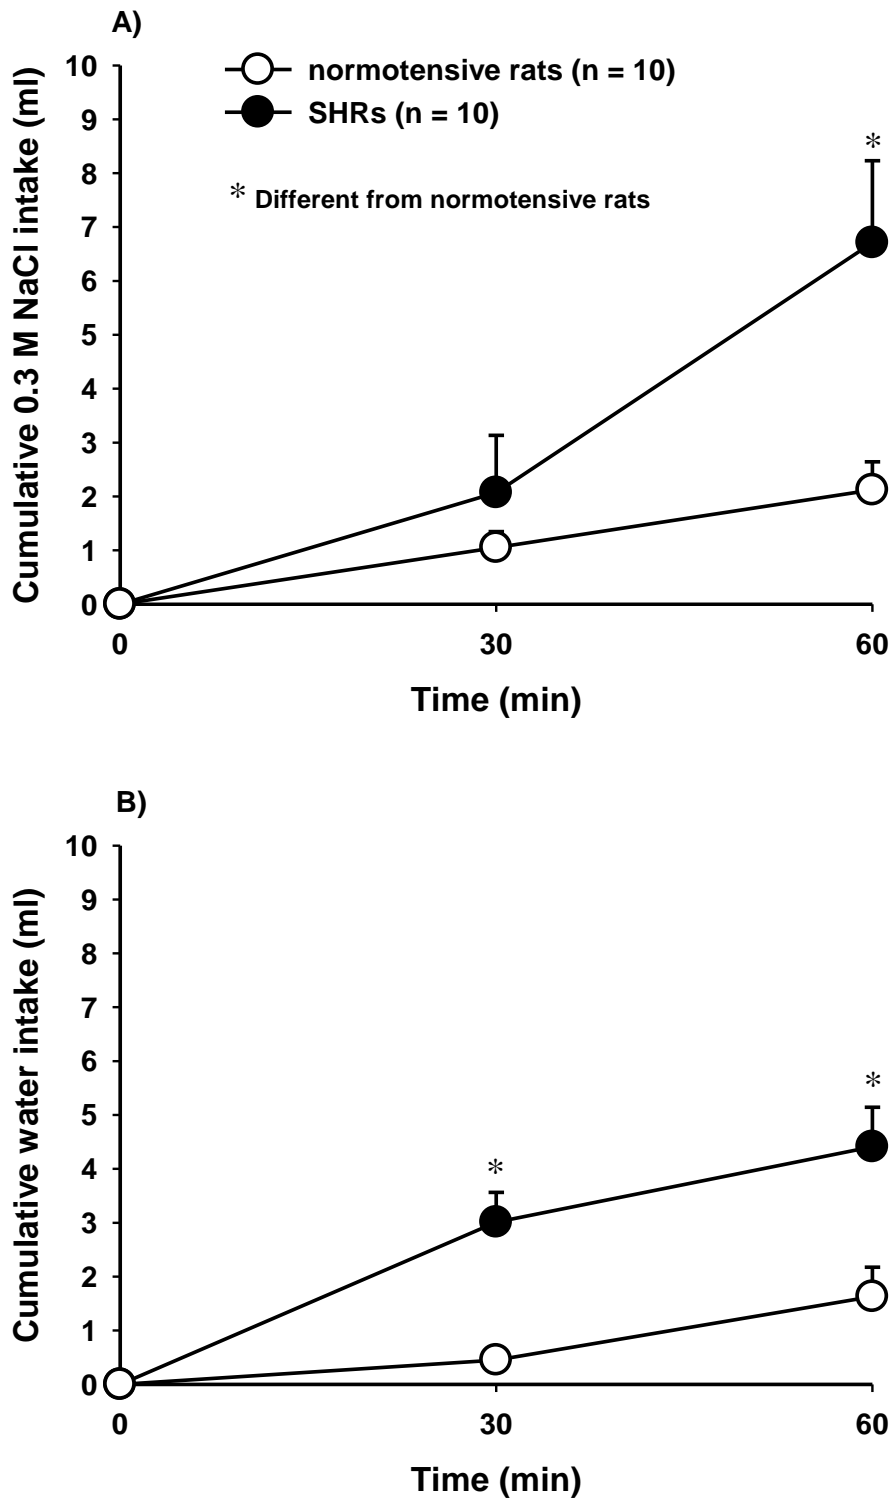 A)
Cumulative 0.3 M NaCl intake (ml)
10
9
8
7
6
5
4
3
2
1
0
normotensive rats (n = 10)
SHRs (n = 10)
* Different from normotensive rats
*
0 30 60
Time (min)
B)
Cumulative water intake (ml)
10
9
8
7
6
5
4
3
2
1
0
*
*
0 30 60
Time (min)